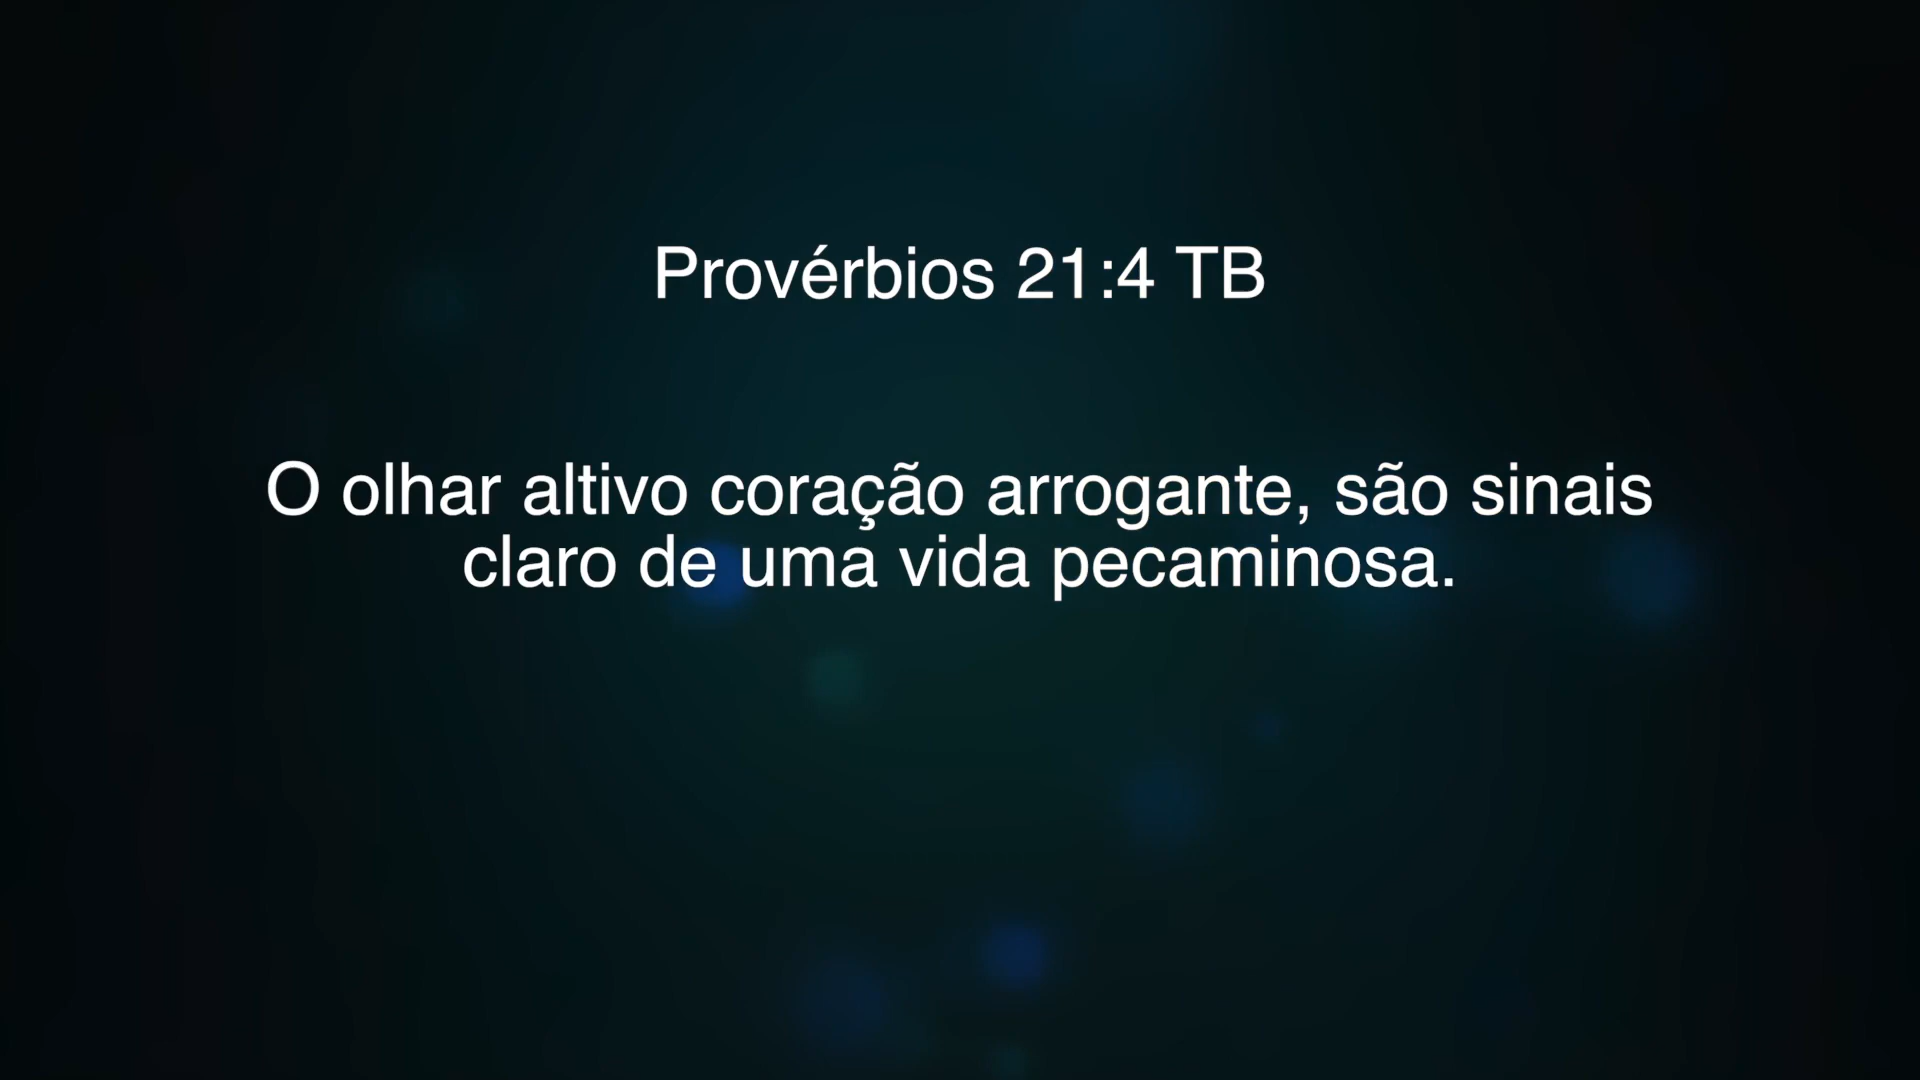 Provérbios 21:4 TB
O olhar altivo coração arrogante, são sinais
claro de uma vida pecaminosa.